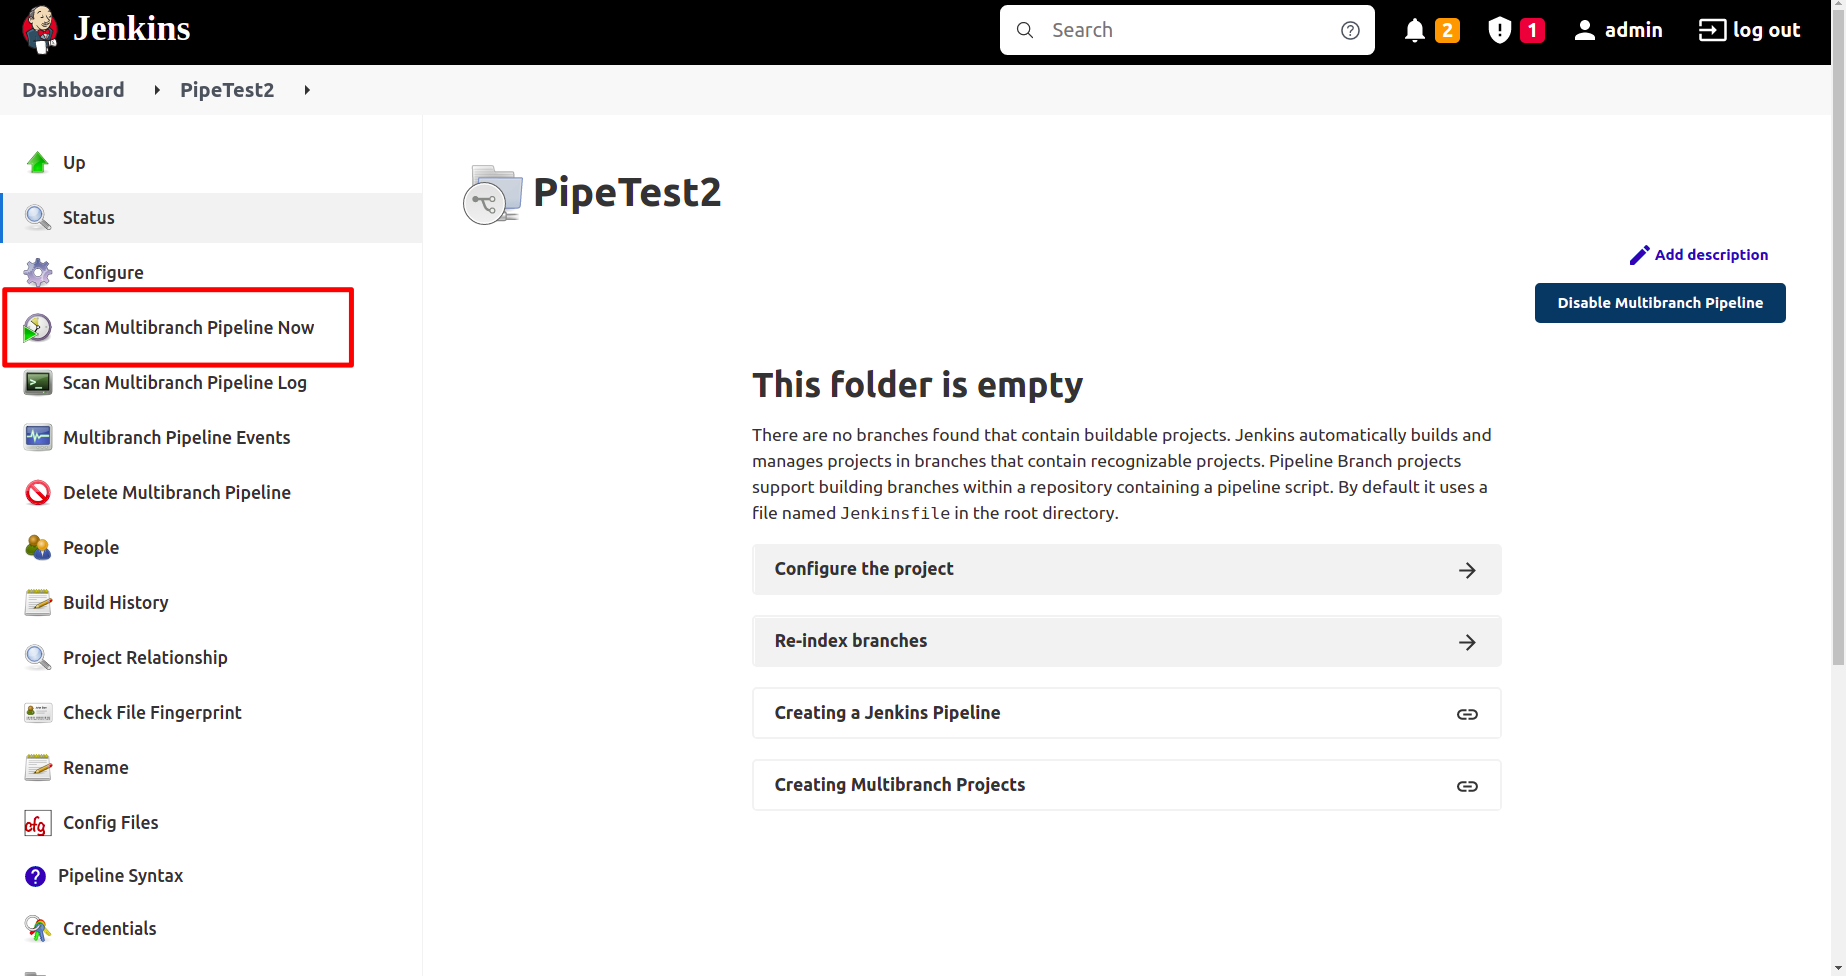 Jenkins
Search
2
1
admin
log out
Dashboard
PipeTest2
Up
Status
Configure
Scan Multibranch Pipeline Now
Scan Multibranch Pipeline Log
Multibranch Pipeline Events
Delete Multibranch Pipeline
People
Build History
Project Relationship
Check File Fingerprint
Rename
cfg
Config Files
Pipeline Syntax
Credentials
PipeTest2
Add description
Disable Multibranch Pipeline
This folder is empty
There are no branches found that contain buildable projects. Jenkins automatically builds and
manages projects in branches that contain recognizable projects. Pipeline Branch projects
support building branches within a repository containing a pipeline script. By default it uses a
file named Jenkinsfile in the root directory.
Configure the project
Re-index branches
Creating a Jenkins Pipeline
Creating Multibranch Projects